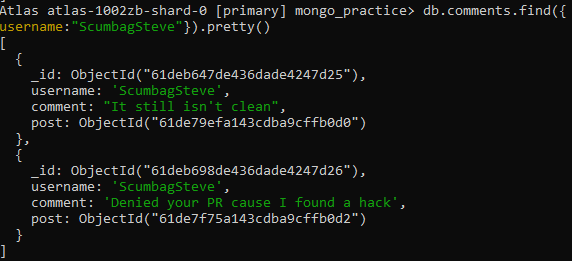 Atlas atlas-1002zb-shard-0 [primary] mongo_practice> db.comments.find({
username:"ScumbagSteve"}).pretty()
[
  {
    _id: ObjectId("61deb647de436dade4247d25"),
    username: 'ScumbagSteve',
    comment: "It still isn't clean",
    post: ObjectId("61de79efa143cdba9cffb0d0")
  },
  {
    _id: ObjectId("61deb698de436dade4247d26"),
    username: 'ScumbagSteve',
    comment: 'Denied your PR cause I found a hack',
    post: ObjectId("61de7f75a143cdba9cffb0d2")
  }
]